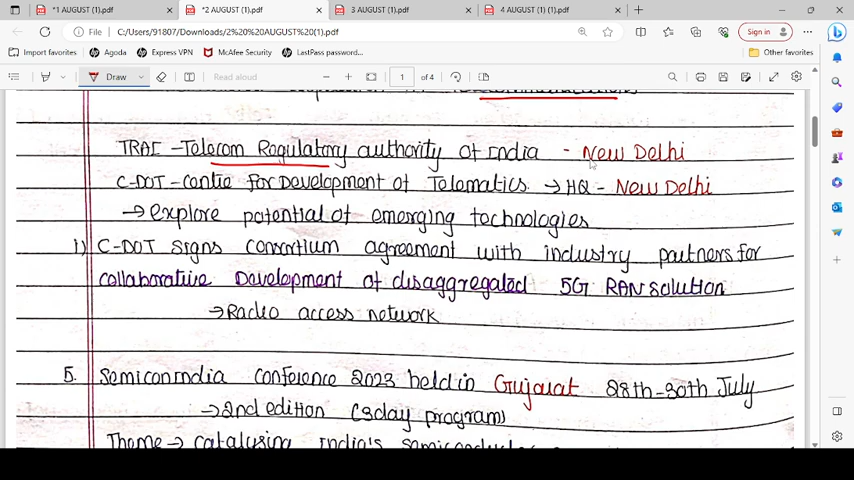 *1 AUGUST (1).pdf
*2 AUGUST (1).pdf
3 AUGUST (1).pdf
4 AUGUST (1).pdf
File
C:/Users/91807/Downloads/2%20%20AUGUST%20(1).pdf
Sign in
Import favorites
Agoda
Express VPN
McAfee Security
LastPass password...
Other favorites
Draw
Read aloud
1 of 4
TRAI - Telecom Regulatory authority of India - New Delhi
C-DOT - Centre for Development of Telematics. → HQ - New Delhi
→ explore potential of emerging technologies
1) C-DOT signs consortium agreement with industry partners for
collaborative Development of disaggregated 5G RAN solution
→ Radio access network
5. SemiconIndia conference 2023 held in Gujarat 28th-30th July
→ 2nd edition (3day program)
Theme → catalysing India's semiconductor